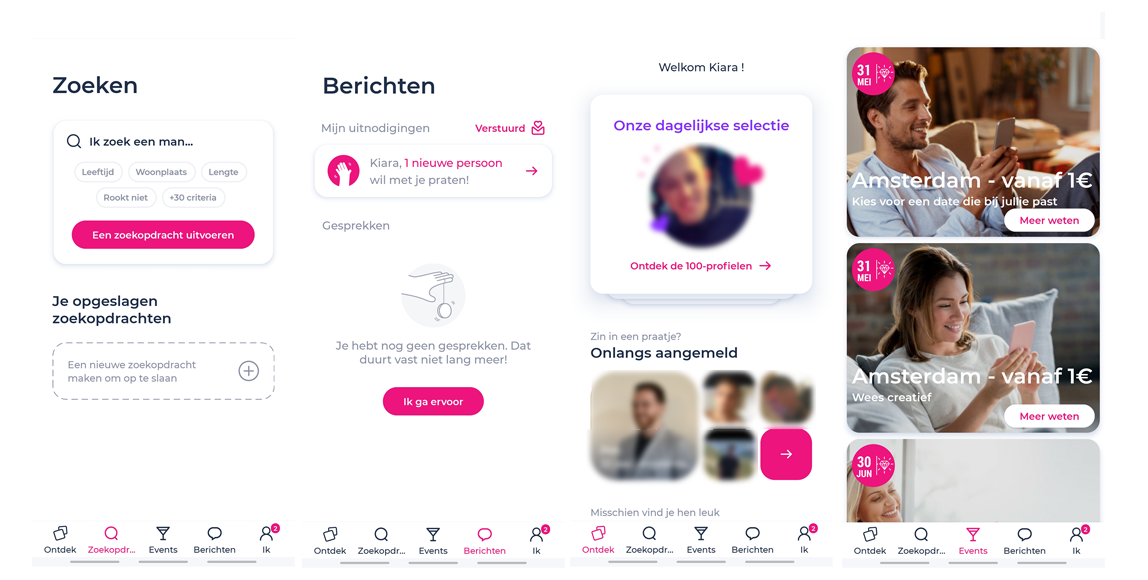 Zoeken
Ik zoek een man...
Leeftijd
Woonplaats
Lengte
Rookt niet
+30 criteria
Een zoekopdracht uitvoeren
Je opgeslagen
zoekopdrachten
Een nieuwe zoekopdracht
maken om op te slaan
Ontdek
Zoekopdr...
Events
Berichten
2
Ik
Berichten
Mijn uitnodigingen
Verstuurd
Kiara, 1 nieuwe persoon
wil met je praten!
Gesprekken
Je hebt nog geen gesprekken. Dat
duurt vast niet lang meer!
Ik ga ervoor
Ontdek
Zoekopdr...
Events
Berichten
2
Ik
Welkom Kiara !
Onze dagelijkse selectie
Ontdek de 100-profielen
Zin in een praatje?
Onlangs aangemeld
Misschien vind je hen leuk
Ontdek
Zoekopdr...
Events
Berichten
2
Ik
31
MEI
Amsterdam - vanaf 1€
Kies voor een date die bij jullie past
Meer weten
31
MEI
Amsterdam - vanaf 1€
Wees creatief
Meer weten
30
JUN
Ontdek
Zoekopdr...
Events
Berichten
2
Ik